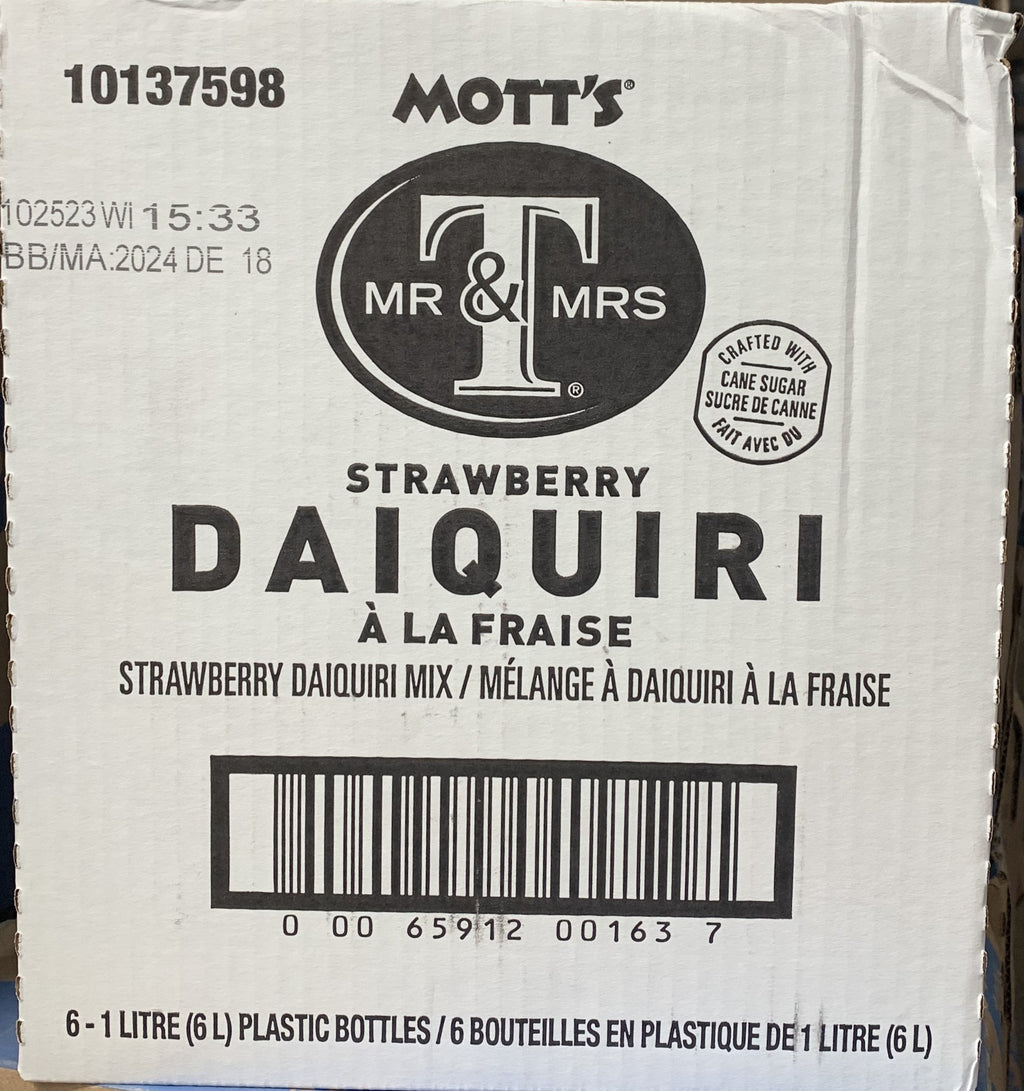 10137598
MOTT'S®
102523 WI 15:33
BB/MA:2024 DE 18
T
MR & MRS
®
CRAFTED WITH
CANE SUGAR
SUCRE DE CANNE
FAIT AVEC DU
STRAWBERRY
DAIQUIRI
À LA FRAISE
STRAWBERRY DAIQUIRI MIX / MÉLANGE À DAIQUIRI À LA FRAISE
0 00 65912 00163 7
6 - 1 LITRE (6 L) PLASTIC BOTTLES / 6 BOUTEILLES EN PLASTIQUE DE 1 LITRE (6 L)